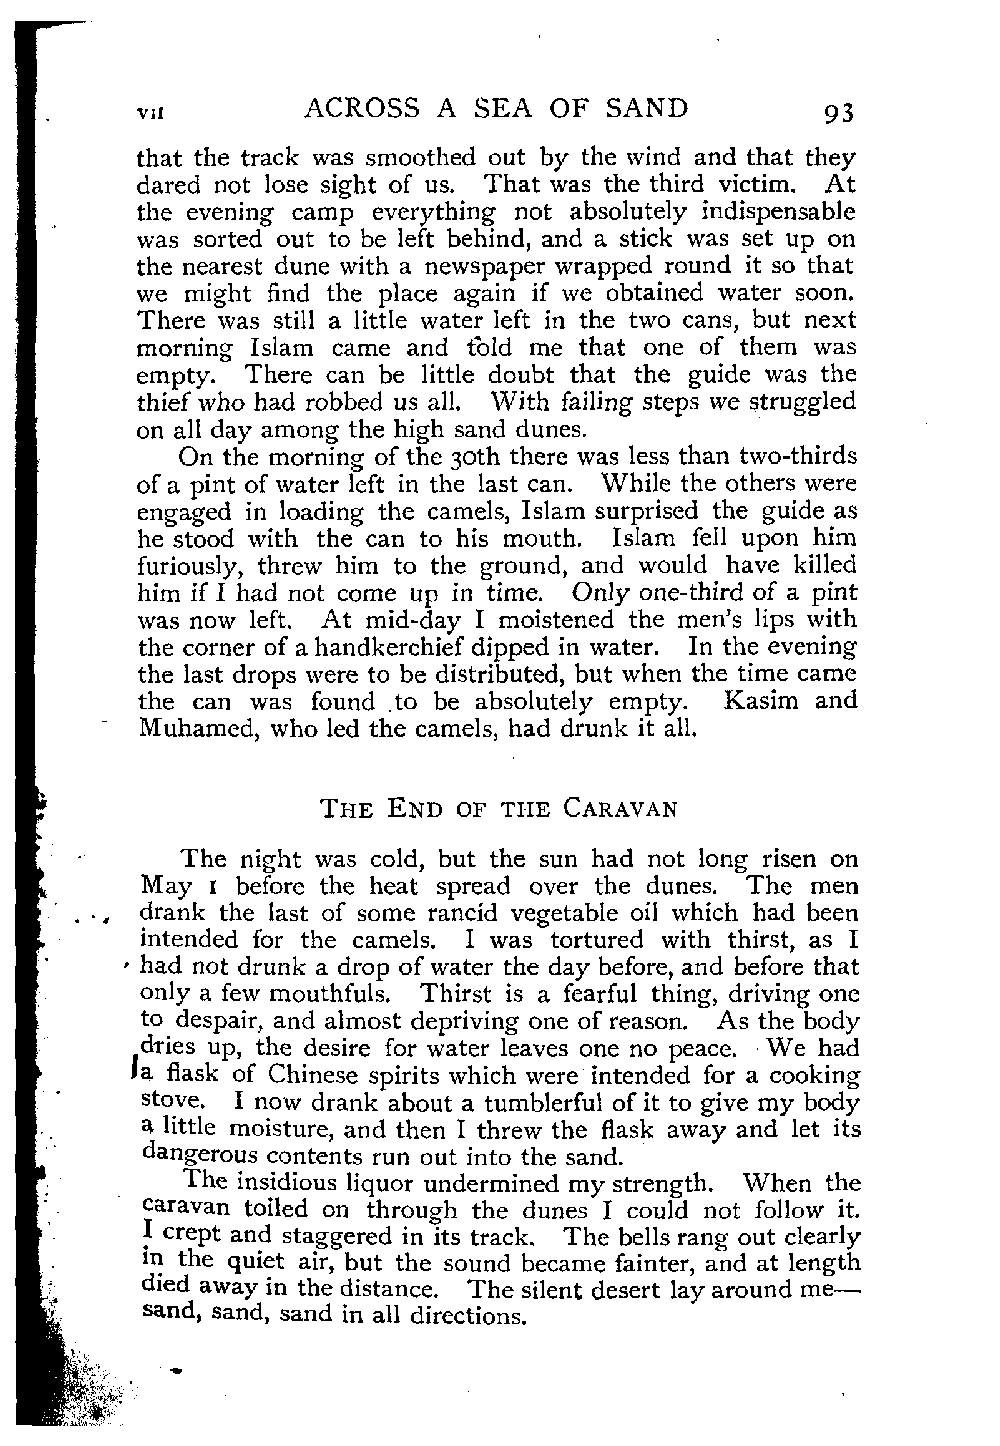 VII ACROSS A SEA OF SAND 93
that the track was smoothed out by the wind and that they
dared not lose sight of us. That was the third victim. At
the evening camp everything not absolutely indispensable
was sorted out to be left behind, and a stick was set up on
the nearest dune with a newspaper wrapped round it so that
we might find the place again if we obtained water soon.
There was still a little water left in the two cans, but next
morning Islam came and told me that one of them was
empty. There can be little doubt that the guide was the
thief who had robbed us all. With failing steps we struggled
on all day among the high sand dunes.
On the morning of the 30th there was less than two-thirds
of a pint of water left in the last can. While the others were
engaged in loading the camels, Islam surprised the guide as
he stood with the can to his mouth. Islam fell upon him
furiously, threw him to the ground, and would have killed
him if I had not come up in time. Only one-third of a pint
was now left. At mid-day I moistened the men's lips with
the corner of a handkerchief dipped in water. In the evening
the last drops were to be distributed, but when the time came
the can was found to be absolutely empty. Kasim and
Muhamed, who led the camels, had drunk it all.
THE END OF THE CARAVAN
The night was cold, but the sun had not long risen on
May 1 before the heat spread over the dunes. The men
drank the last of some rancid vegetable oil which had been
intended for the camels. I was tortured with thirst, as I
had not drunk a drop of water the day before, and before that
only a few mouthfuls. Thirst is a fearful thing, driving one
to despair, and almost depriving one of reason. As the body
dries up, the desire for water leaves one no peace. We had
a flask of Chinese spirits which were intended for a cooking
stove. I now drank about a tumblerful of it to give my body
a little moisture, and then I threw the flask away and let its
dangerous contents run out into the sand.
The insidious liquor undermined my strength. When the
caravan toiled on through the dunes I could not follow it.
I crept and staggered in its track. The bells rang out clearly
in the quiet air, but the sound became fainter, and at length
died away in the distance. The silent desert lay around me—
sand, sand, sand in all directions.